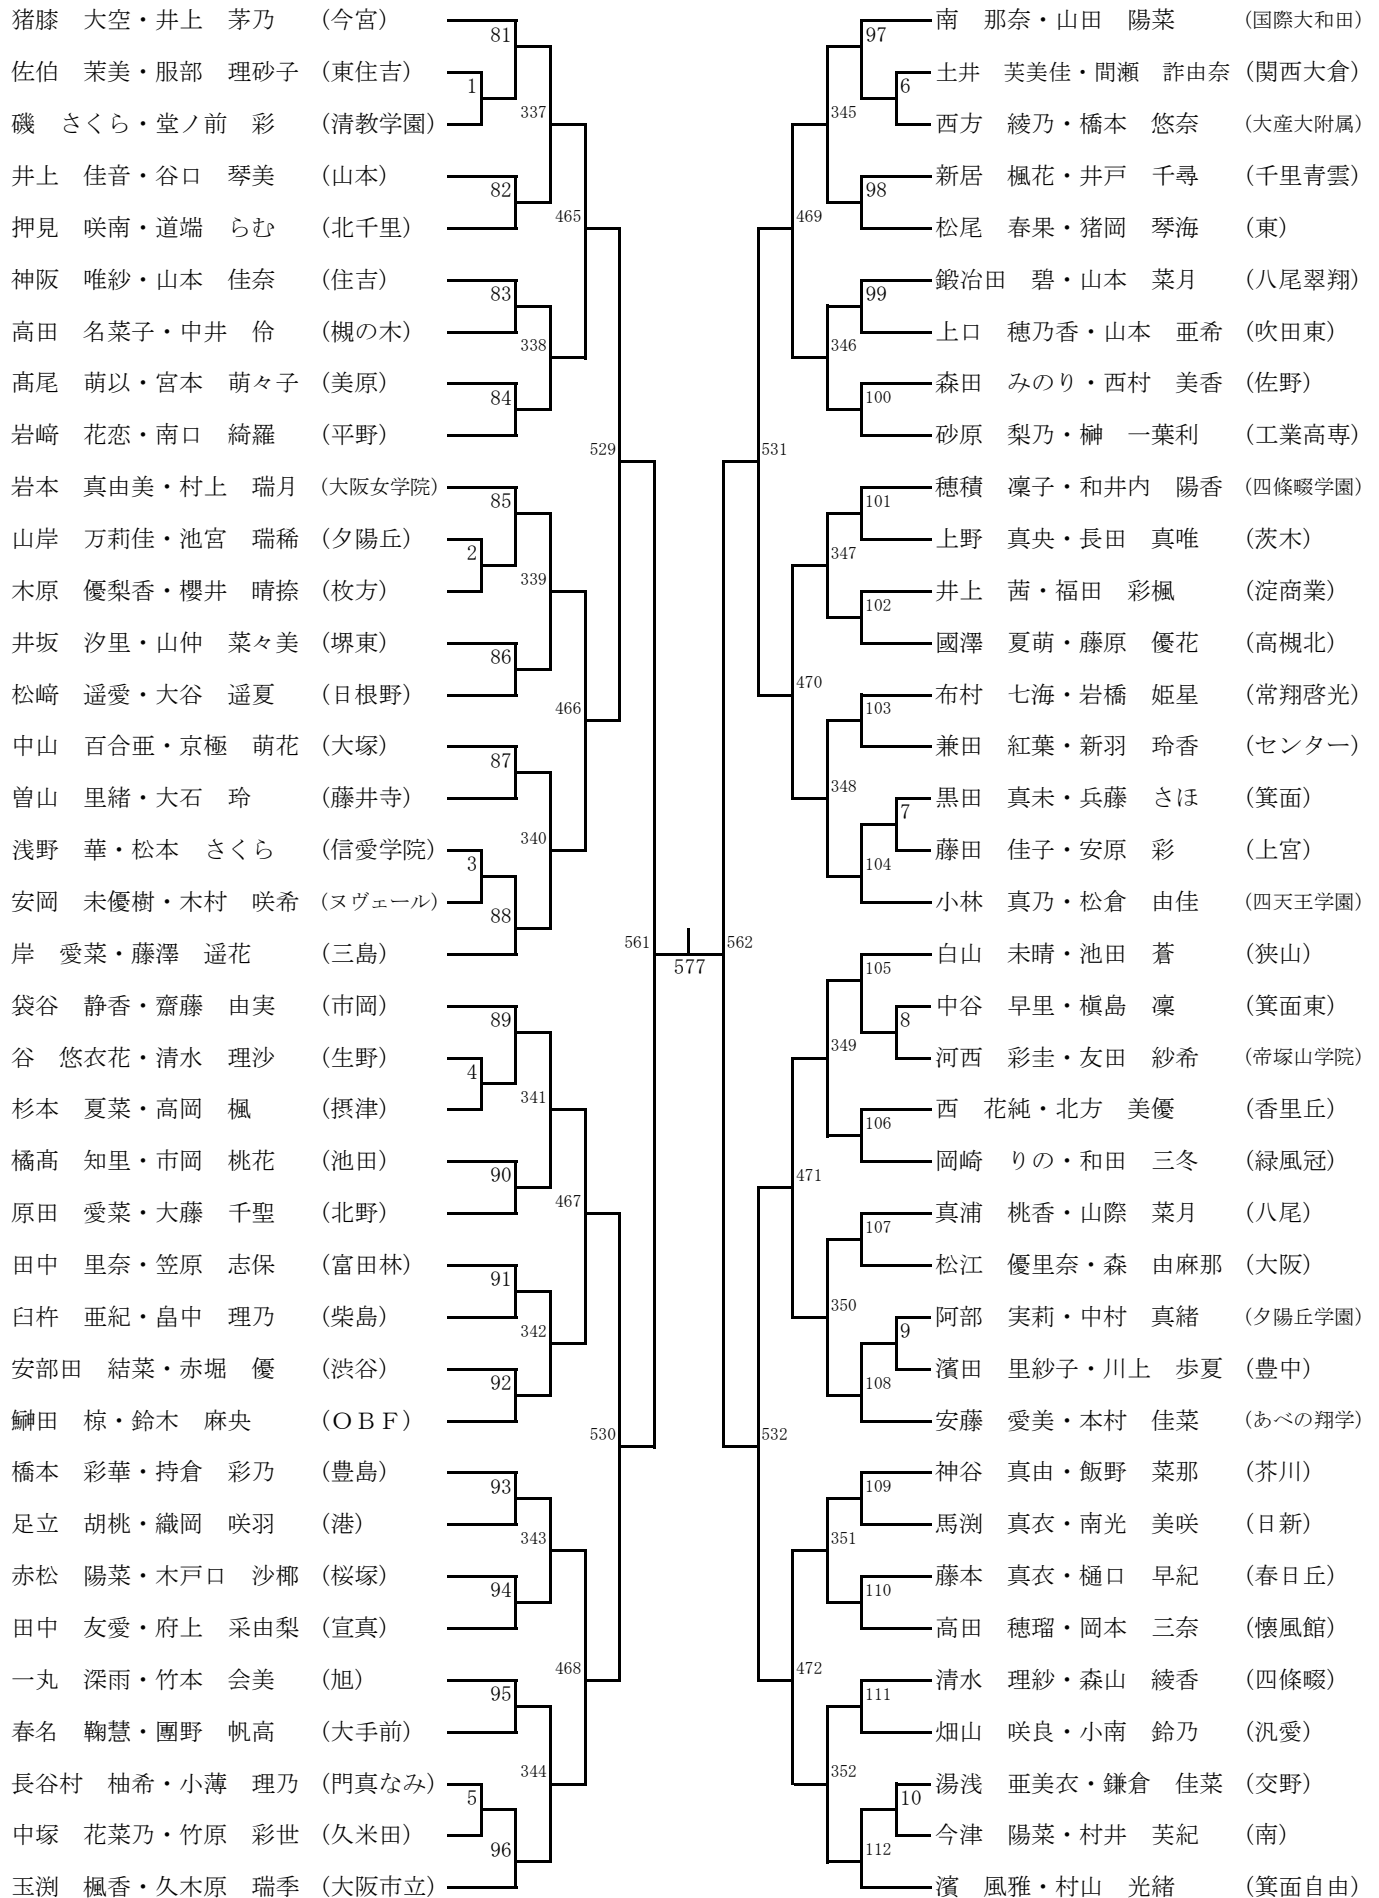 猪膝　大空・井上　茅乃　(今宮)
佐伯　茉美・服部　理砂子　(東住吉)
磯　さくら・堂ノ前　彩　(清教学園)
井上　佳音・谷口　琴美　(山本)
押見　咲南・道端　らむ　(北千里)
神阪　唯紗・山本　佳奈　(住吉)
高田　名菜子・中井　伶　(槻の木)
髙尾　萌以・宮本　萌々子　(美原)
岩﨑　花恋・南口　綺羅　(平野)
岩本　真由美・村上　瑞月　(大阪女学院)
山岸　万莉佳・池宮　瑞稀　(夕陽丘)
木原　優梨香・櫻井　晴捺　(枚方)
井坂　汐里・山仲　菜々美　(堺東)
松﨑　遥愛・大谷　遥夏　(日根野)
中山　百合亜・京極　萌花　(大塚)
曽山　里緒・大石　玲　(藤井寺)
浅野　華・松本　さくら　(信愛学院)
安岡　未優樹・木村　咲希　(ヌヴェール)
岸　愛菜・藤澤　遥花　(三島)
袋谷　静香・齋藤　由実　(市岡)
谷　悠衣花・清水　理沙　(生野)
杉本　夏菜・高岡　楓　(摂津)
橘髙　知里・市岡　桃花　(池田)
原田　愛菜・大藤　千聖　(北野)
田中　里奈・笠原　志保　(富田林)
臼杵　亜紀・畠中　理乃　(柴島)
安部田　結菜・赤堀　優　(渋谷)
鰰田　椋・鈴木　麻央　(ＯＢＦ)
橋本　彩華・持倉　彩乃　(豊島)
足立　胡桃・織岡　咲羽　(港)
赤松　陽菜・木戸口　沙椰　(桜塚)
田中　友愛・府上　采由梨　(宣真)
一丸　深雨・竹本　会美　(旭)
春名　鞠慧・團野　帆高　(大手前)
長谷村　柚希・小薄　理乃　(門真なみ)
中塚　花菜乃・竹原　彩世　(久米田)
玉渕　楓香・久木原　瑞季　(大阪市立)
81
1
337
82
465
83
338
84
529
85
2
339
86
466
87
340
3
88
561
89
4
341
90
467
91
342
92
530
93
343
94
468
95
344
5
96
577
97
6
345
98
469
99
346
100
531
101
347
102
470
103
348
7
104
562
105
8
349
106
471
107
350
9
108
532
109
351
110
472
111
352
10
112
南　那奈・山田　陽菜　(国際大和田)
土井　芙美佳・間瀬　詐由奈　(関西大倉)
西方　綾乃・橋本　悠奈　(大産大附属)
新居　楓花・井戸　千尋　(千里青雲)
松尾　春果・猪岡　琴海　(東)
鍛冶田　碧・山本　菜月　(八尾翠翔)
上口　穂乃香・山本　亜希　(吹田東)
森田　みのり・西村　美香　(佐野)
砂原　梨乃・榊　一葉利　(工業高専)
穂積　凜子・和井内　陽香　(四條畷学園)
上野　真央・長田　真唯　(茨木)
井上　茜・福田　彩楓　(淀商業)
國澤　夏萌・藤原　優花　(高槻北)
布村　七海・岩橋　姫星　(常翔啓光)
兼田　紅葉・新羽　玲香　(センター)
黒田　真未・兵藤　さほ　(箕面)
藤田　佳子・安原　彩　(上宮)
小林　真乃・松倉　由佳　(四天王学園)
白山　未晴・池田　蒼　(狭山)
中谷　早里・槇島　凜　(箕面東)
河西　彩圭・友田　紗希　(帝塚山学院)
西　花純・北方　美優　(香里丘)
岡崎　りの・和田　三冬　(緑風冠)
真浦　桃香・山際　菜月　(八尾)
松江　優里奈・森　由麻那　(大阪)
阿部　実莉・中村　真緒　(夕陽丘学園)
濱田　里紗子・川上　歩夏　(豊中)
安藤　愛美・本村　佳菜　(あべの翔学)
神谷　真由・飯野　菜那　(芥川)
馬渕　真衣・南光　美咲　(日新)
藤本　真衣・樋口　早紀　(春日丘)
高田　穂瑠・岡本　三奈　(懐風館)
清水　理紗・森山　綾香　(四條畷)
畑山　咲良・小南　鈴乃　(汎愛)
湯浅　亜美衣・鎌倉　佳菜　(交野)
今津　陽菜・村井　芙紀　(南)
濱　風雅・村山　光緒　(箕面自由)